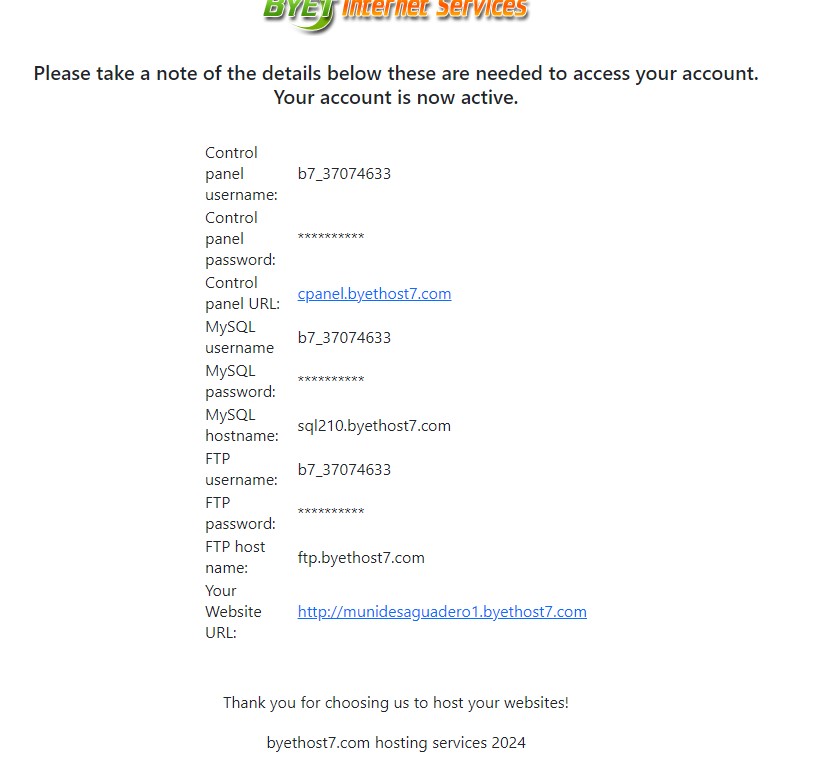 BYET Internet Services
Please take a note of the details below these are needed to access your account.
Your account is now active.
Control
panel
username:
b7_37074633
Control
panel
password:
**********
Control
panel URL:
cpanel.byethost7.com
MySQL
username
b7_37074633
MySQL
password:
**********
MySQL
hostname:
sql210.byethost7.com
FTP
username:
b7_37074633
FTP
password:
**********
FTP host
name:
ftp.byethost7.com
Your
Website
URL:
http://munidesaguadero1.byethost7.com
Thank you for choosing us to host your websites!
byethost7.com hosting services 2024